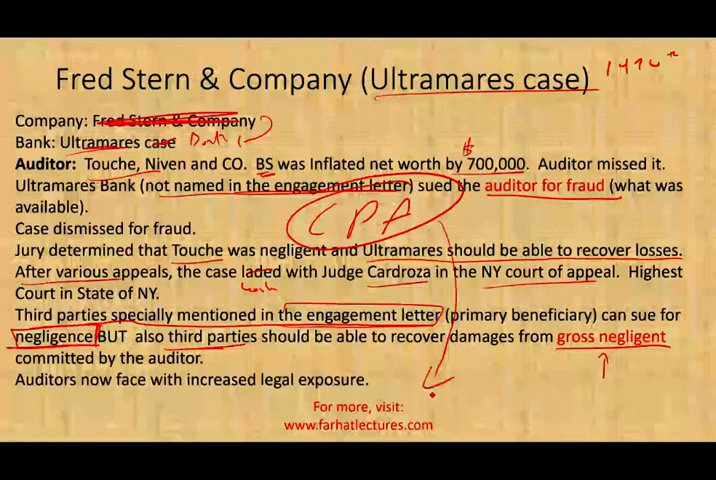 Fred Stern & Company (Ultramares case)
Company: Fred Stern & Company
Bank: Ultramares case Bank
Auditor: Touche, Niven and CO. BS was Inflated net worth by $ 700,000. Auditor missed it.
Ultramares Bank (not named in the engagement letter) sued the auditor for fraud (what was
available).
CPA
Case dismissed for fraud.
Jury determined that Touche was negligent and Ultramares should be able to recover losses.
After various appeals, the case laded with Judge Cardroza in the NY court of appeal. Highest
Court in State of NY.
Third parties specially mentioned in the engagement letter (primary beneficiary) can sue for
negligence BUT also third parties should be able to recover damages from gross negligent
committed by the auditor.
Auditors now face with increased legal exposure.
For more, visit:
www.farhatlectures.com